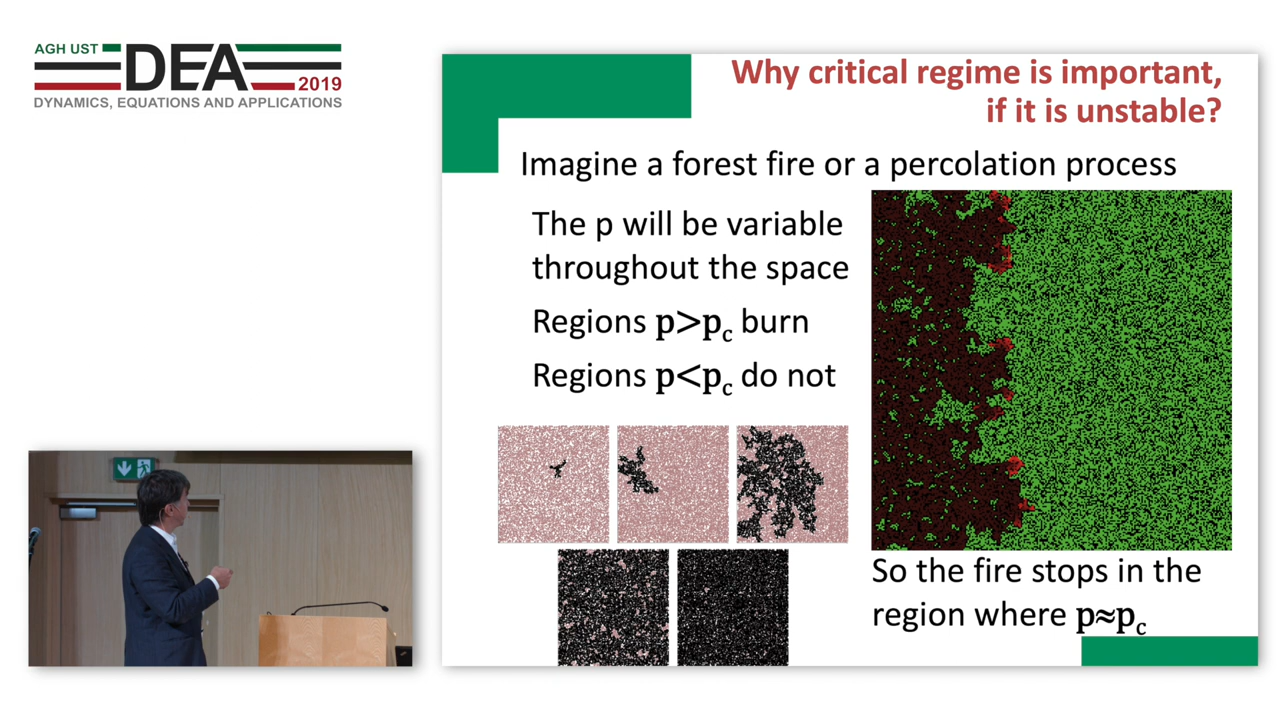 AGH UST
DEA
2019
DYNAMICS, EQUATIONS AND APPLICATIONS
Why critical regime is important,
if it is unstable?
Imagine a forest fire or a percolation process
The p will be variable
throughout the space
Regions p>pc burn
Regions p<pc do not
So the fire stops in the
region where p≈pc